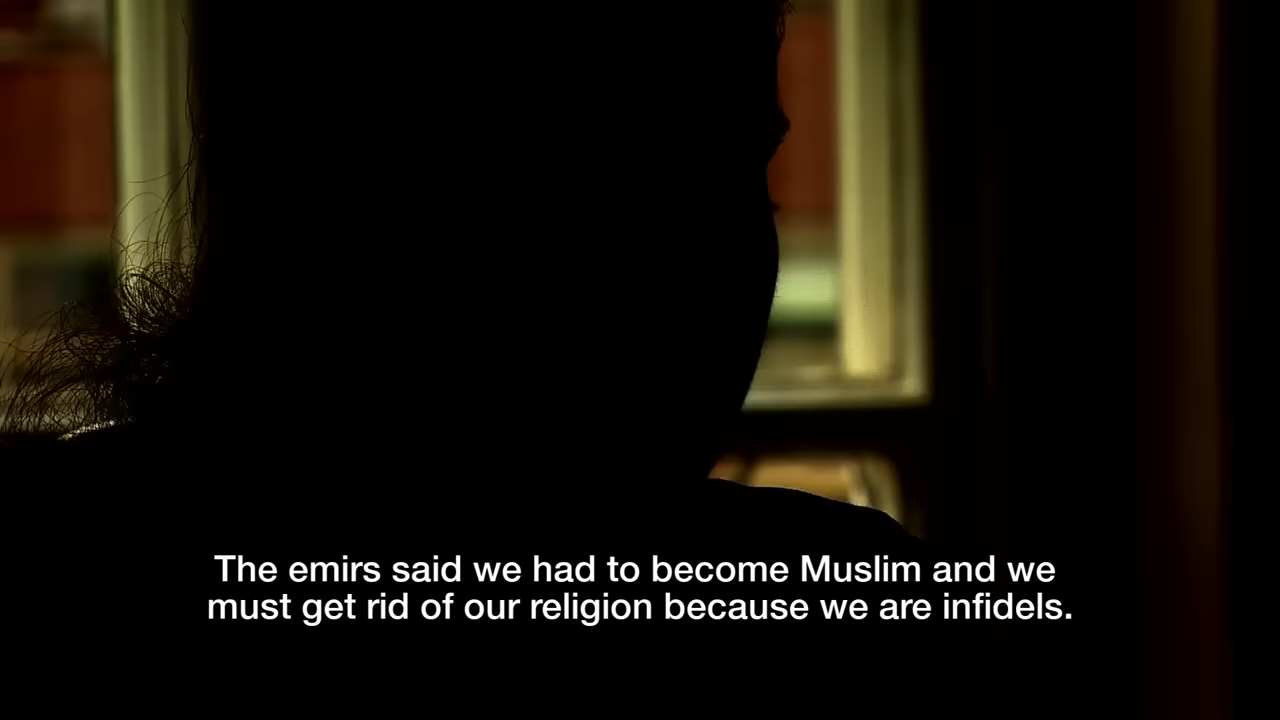 The emirs said we had to become Muslim and we
must get rid of our religion because we are infidels.